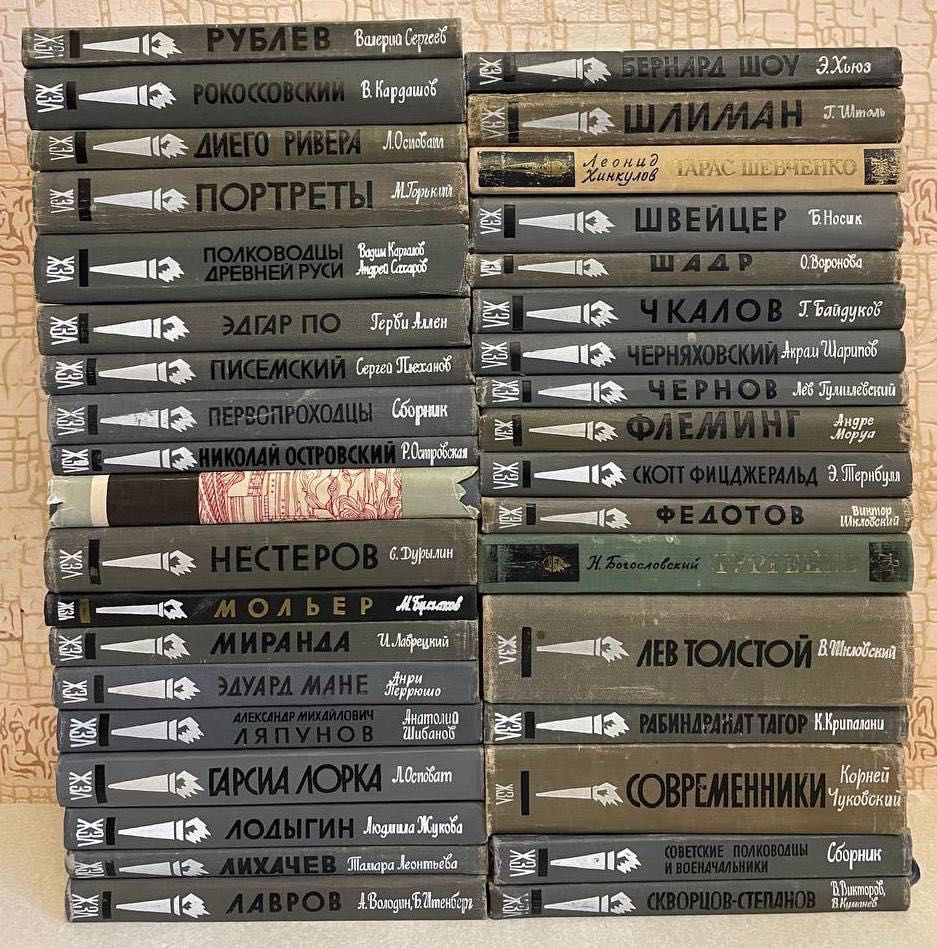 ЖЗЛ РУБЛЕВ Валерий Сергеев
ЖЗЛ РОКОССОВСКИЙ В. Кардашов
ЖЗЛ ДИЕГО РИВЕРА Л. Осповат
ЖЗЛ ПОРТРЕТЫ М. Горький
ЖЗЛ ПОЛКОВОДЦЫ Вадим Каргалов
ДРЕВНЕЙ РУСИ Андрей Сахаров
ЖЗЛ ЭДГАР ПО Герви Аллен
ЖЗЛ ПИСЕМСКИЙ Сергей Плеханов
ЖЗЛ ПЕРВОПРОХОДЦЫ Сборник
ЖЗЛ НИКОЛАЙ ОСТРОВСКИЙ Р. Островская
ЖЗЛ НЕСТЕРОВ С. Дурылин
ЖЗЛ МОЛЬЕР М. Булгаков
ЖЗЛ МИРАНДА И. Лаврецкий
ЖЗЛ ЭДУАРД МАНЕ Анри
Перрюшо
ЖЗЛ АЛЕКСАНДР МИХАЙЛОВИЧ Анатолий
ЛЯПУНОВ Шибанов
ЖЗЛ ГАРСИА ЛОРКА Л. Осповат
ЖЗЛ ЛОДЫГИН Людмила Жукова
ЖЗЛ ЛИХАЧЕВ Тамара Леонтьева
ЖЗЛ ЛАВРОВ А. Володин, Б. Итенберг
ЖЗЛ БЕРНАРД ШОУ Э. Хьюз
ЖЗЛ ШЛИМАН Г. Шталь
Леонид ТАРАС ШЕВЧЕНКО
Хинкулов
ЖЗЛ ШВЕЙЦЕР Б. Носик
ЖЗЛ ШАДР О. Воронова
ЖЗЛ ЧКАЛОВ Г. Байдуков
ЖЗЛ ЧЕРНЯХОВСКИЙ Акрам Шарипов
ЖЗЛ ЧЕРНОВ Лев Гумилевский
ЖЗЛ ФЛЕМИНГ Андре
Моруа
ЖЗЛ СКОТТ ФИЦДЖЕРАЛЬД Э. Тернбулл
ЖЗЛ ФЕДОТОВ Виктор
Шкловский
Н. Богословский ТУРГЕНЕВ
ЖЗЛ ЛЕВ ТОЛСТОЙ В. Шкловский
ЖЗЛ РАБИНДРАНАТ ТАГОР К. Крипалани
ЖЗЛ СОВРЕМЕННИКИ Корней
Чуковский
ЖЗЛ СОВЕТСКИЕ ПОЛКОВОДЦЫ Сборник
И ВОЕНАЧАЛЬНИКИ
ЖЗЛ СКВОРЦОВ-СТЕПАНОВ В. Викторов,
В. Куманев